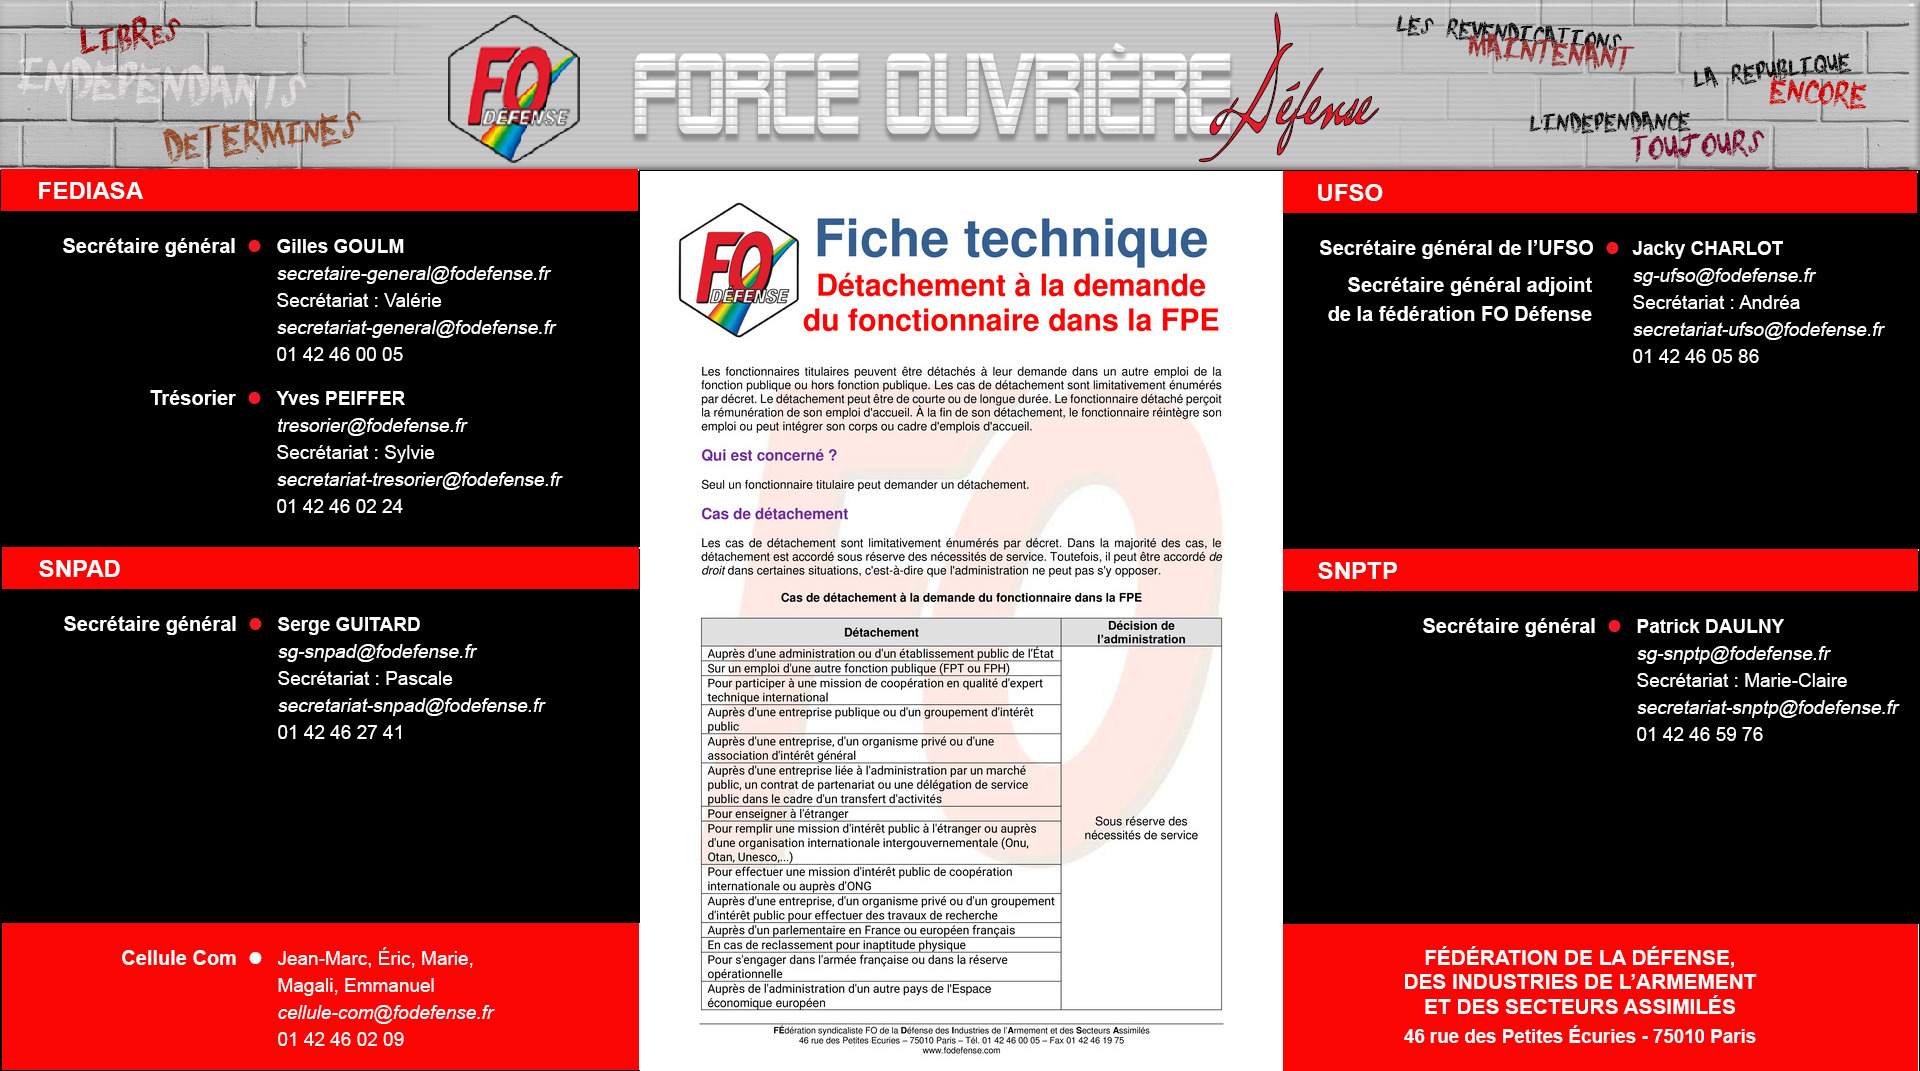 LIBRES
INDEPENDANTS
DETERMINES
FO
DÉFENSE
FORCE OUVRIÈRE
Défense
LES REVENDICATIONS
MAINTENANT
LA REPUBLIQUE
ENCORE
L'INDEPENDANCE
TOUJOURS
FEDIASA
Secrétaire général ● Gilles GOULM
secretaire-general@fodefense.fr
Secrétariat : Valérie
secretariat-general@fodefense.fr
01 42 46 00 05
Trésorier ● Yves PEIFFER
tresorier@fodefense.fr
Secrétariat : Sylvie
secretariat-tresorier@fodefense.fr
01 42 46 02 24
SNPAD
Secrétaire général ● Serge GUITARD
sg-snpad@fodefense.fr
Secrétariat : Pascale
secretariat-snpad@fodefense.fr
01 42 46 27 41
Cellule Com ● Jean-Marc, Éric, Marie,
Magali, Emmanuel
cellule-com@fodefense.fr
01 42 46 02 09
FO
DÉFENSE
Fiche technique
Détachement à la demande
du fonctionnaire dans la FPE
Les fonctionnaires titulaires peuvent être détachés à leur demande dans un autre emploi de la
fonction publique ou hors fonction publique. Les cas de détachement sont limitativement énumérés
par décret. Le détachement peut être de courte ou de longue durée. Le fonctionnaire détaché perçoit
la rémunération de son emploi d'accueil. À la fin de son détachement, le fonctionnaire réintègre son
emploi ou peut intégrer son corps ou cadre d'emplois d'accueil.
Qui est concerné ?
Seul un fonctionnaire titulaire peut demander un détachement.
Cas de détachement
Les cas de détachement sont limitativement énumérés par décret. Dans la majorité des cas, le
détachement est accordé sous réserve des nécessités de service. Toutefois, il peut être accordé de
droit dans certaines situations, c'est-à-dire que l'administration ne peut pas s'y opposer.
Cas de détachement à la demande du fonctionnaire dans la FPE
Détachement
Décision de
l'administration
Auprès d'une administration ou d'un établissement public de l'État
Sur un emploi d'une autre fonction publique (FPT ou FPH)
Pour participer à une mission de coopération en qualité d'expert
technique international
Auprès d'une entreprise publique ou d'un groupement d'intérêt
public
Auprès d'une entreprise, d'un organisme privé ou d'une
association d'intérêt général
Auprès d'une entreprise liée à l'administration par un marché
public, un contrat de partenariat ou une délégation de service
public dans le cadre d'un transfert d'activités
Pour enseigner à l'étranger
Pour remplir une mission d'intérêt public à l'étranger ou auprès
d'une organisation internationale intergouvernementale (Onu,
Otan, Unesco,...)
Pour effectuer une mission d'intérêt public de coopération
internationale ou auprès d'ONG
Auprès d'une entreprise, d'un organisme privé ou d'un groupement
d'intérêt public pour effectuer des travaux de recherche
Auprès d'un parlementaire en France ou européen français
En cas de reclassement pour inaptitude physique
Pour s'engager dans l'armée française ou dans la réserve
opérationnelle
Auprès de l'administration d'un autre pays de l'Espace
économique européen
Sous réserve des
nécessités de service
FÉdération syndicaliste FO de la Défense des Industries de l'Armement et des Secteurs Assimilés
46 rue des Petites Ecuries – 75010 Paris – Tél. 01 42 46 00 05 – Fax 01 42 46 19 75
www.fodefense.com
UFSO
Secrétaire général de l'UFSO ● Jacky CHARLOT
Secrétaire général adjoint
de la fédération FO Défense
sg-ufso@fodefense.fr
Secrétariat : Andréa
secretariat-ufso@fodefense.fr
01 42 46 05 86
SNPTP
Secrétaire général ● Patrick DAULNY
sg-snptp@fodefense.fr
Secrétariat : Marie-Claire
secretariat-snptp@fodefense.fr
01 42 46 59 76
FÉDÉRATION DE LA DÉFENSE,
DES INDUSTRIES DE L'ARMEMENT
ET DES SECTEURS ASSIMILÉS
46 rue des Petites Écuries - 75010 Paris